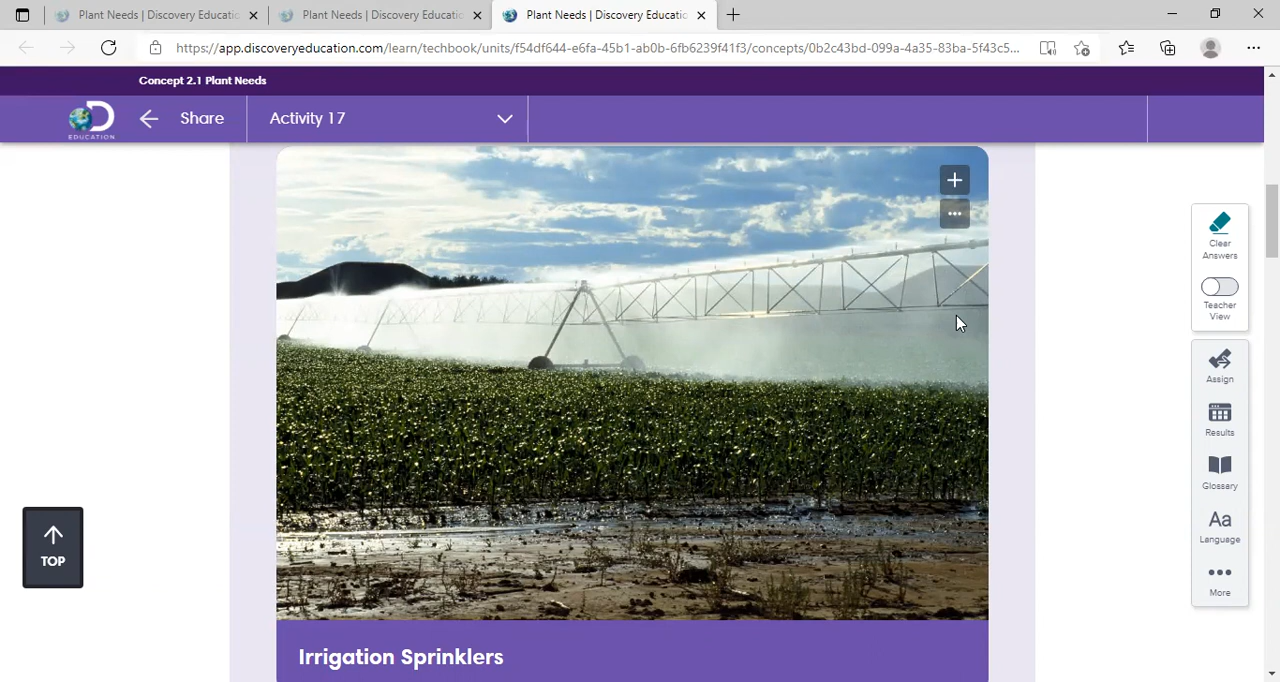 Plant Needs | Discovery Educatio
Plant Needs | Discovery Educatio
Plant Needs | Discovery Educatio
https://app.discoveryeducation.com/learn/techbook/units/f54df644-e6fa-45b1-ab0b-6fb6239f41f3/concepts/0b2c43bd-099a-4a35-83ba-5f43c5...
Concept 2.1 Plant Needs
EDUCATION
Share
Activity 17
Clear
Answers
Teacher
View
Assign
Results
Glossary
Aa
Language
More
TOP
Irrigation Sprinklers